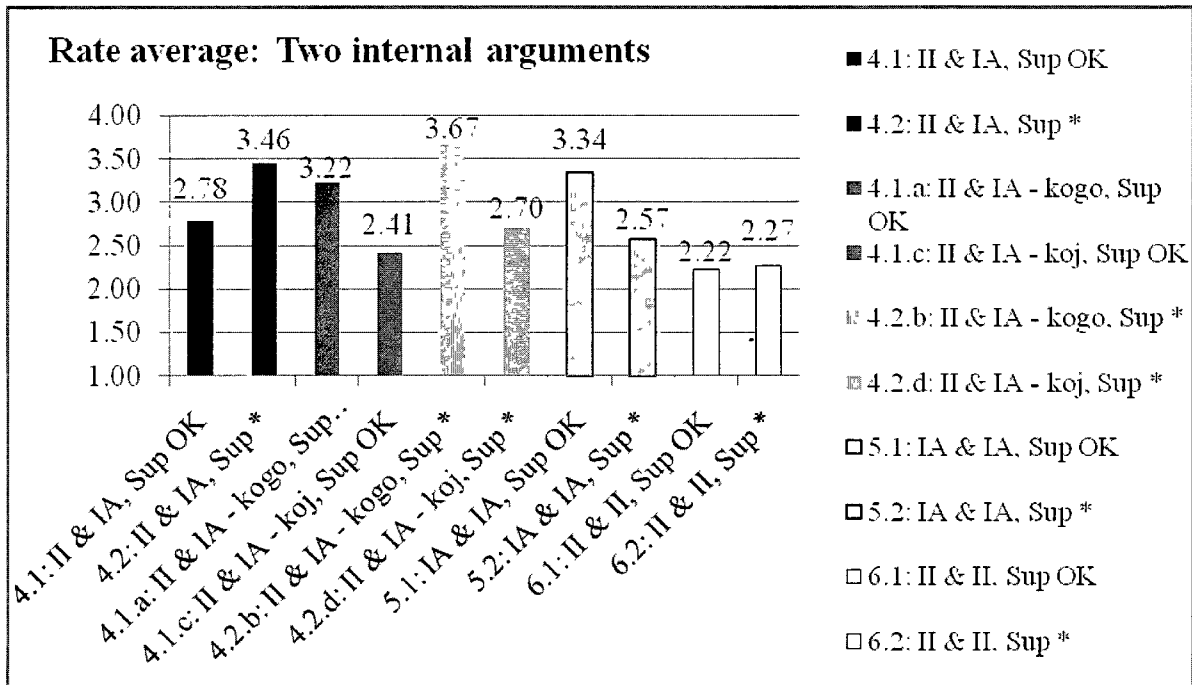 Rate average: Two internal arguments
4.00
3.50
3.00
2.50
2.00
1.50
1.00
2.78
3.46
3.22
2.41
3.67
2.70
3.34
2.57
2.22
2.27
4.1: II & IA, Sup OK
4.2: II & IA, Sup *
4.1.a: II & IA - kogo, Sup...
4.1.c: II & IA - koj, Sup OK
4.2.b: II & IA - kogo, Sup *
4.2.d: II & IA - koj, Sup *
5.1: IA & IA, Sup OK
5.2: IA & IA, Sup *
6.1: II & II, Sup OK
6.2: II & II, Sup *
4.1: II & IA, Sup OK
4.2: II & IA, Sup *
4.1.a: II & IA - kogo, Sup
OK
4.1.c: II & IA - koj, Sup OK
4.2.b: II & IA - kogo, Sup *
4.2.d: II & IA - koj, Sup *
5.1: IA & IA, Sup OK
5.2: IA & IA, Sup *
6.1: II & II, Sup OK
6.2: II & II, Sup *